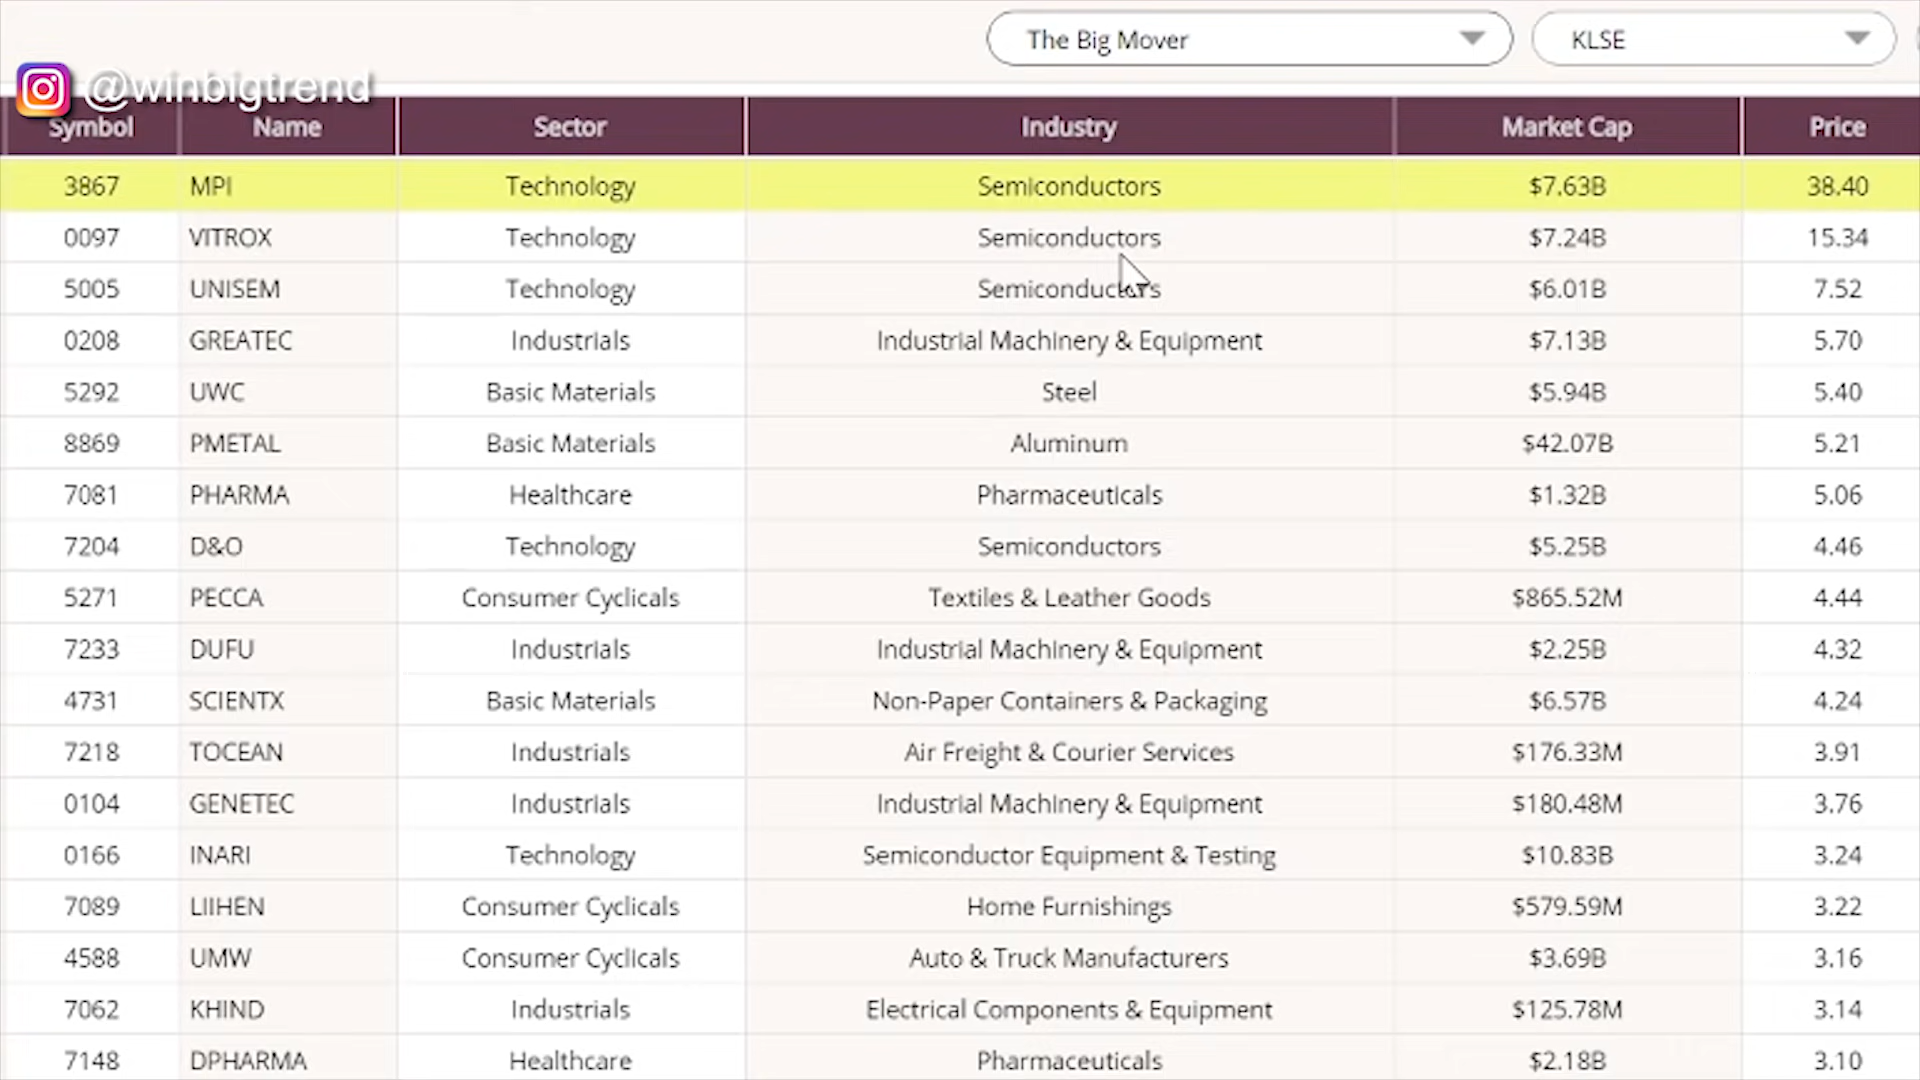 The Big Mover KLSE
@winbigtrend
Symbol Name Sector Industry Market Cap Price
3867 MPI Technology Semiconductors $7.63B 38.40
0097 VITROX Technology Semiconductors $7.24B 15.34
5005 UNISEM Technology Semiconductors $6.01B 7.52
0208 GREATEC Industrials Industrial Machinery & Equipment $7.13B 5.70
5292 UWC Basic Materials Steel $5.94B 5.40
8869 PMETAL Basic Materials Aluminum $42.07B 5.21
7081 PHARMA Healthcare Pharmaceuticals $1.32B 5.06
7204 D&O Technology Semiconductors $5.25B 4.46
5271 PECCA Consumer Cyclicals Textiles & Leather Goods $865.52M 4.44
7233 DUFU Industrials Industrial Machinery & Equipment $2.25B 4.32
4731 SCIENTX Basic Materials Non-Paper Containers & Packaging $6.57B 4.24
7218 TOCEAN Industrials Air Freight & Courier Services $176.33M 3.91
0104 GENETEC Industrials Industrial Machinery & Equipment $180.48M 3.76
0166 INARI Technology Semiconductor Equipment & Testing $10.83B 3.24
7089 LIIHEN Consumer Cyclicals Home Furnishings $579.59M 3.22
4588 UMW Consumer Cyclicals Auto & Truck Manufacturers $3.69B 3.16
7062 KHIND Industrials Electrical Components & Equipment $125.78M 3.14
7148 DPHARMA Healthcare Pharmaceuticals $2.18B 3.10